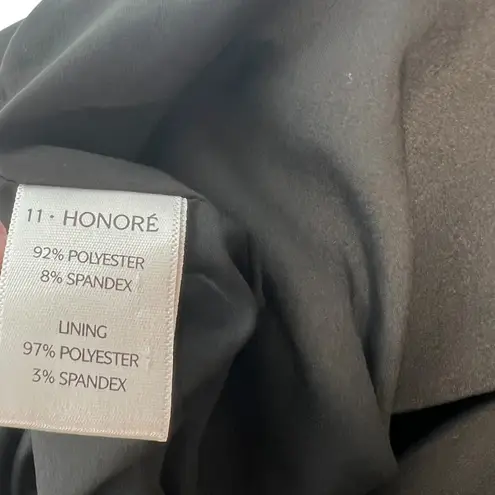 11 · HONORÉ
92% POLYESTER
8% SPANDEX
LINING
97% POLYESTER
3% SPANDEX